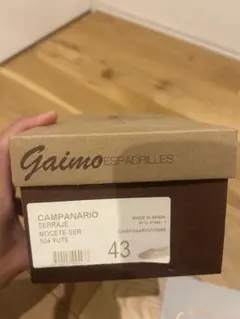 Gaimo ESPADRILLES
CAMPANARIO
SERRAJE
MOCETE-SER
504 YUTE
MADE IN SPAIN
43